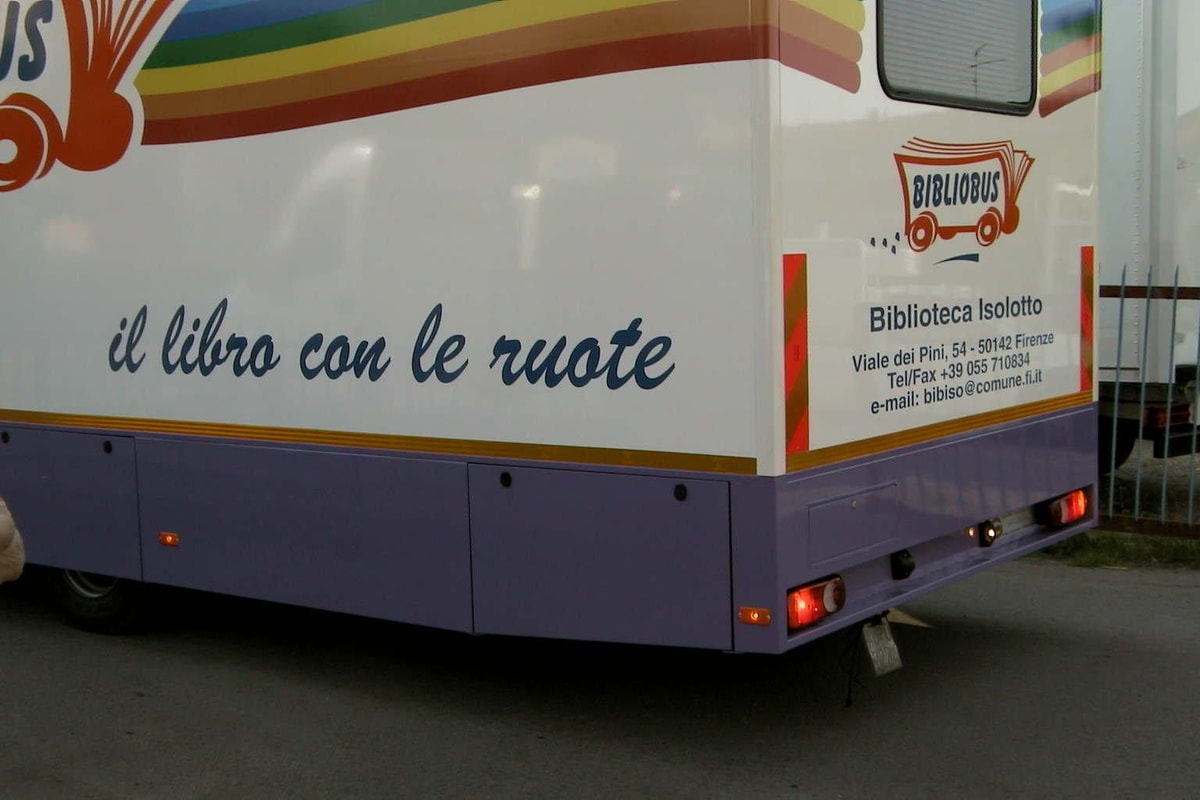 US
il libro con le ruote
BIBLIOBUS
Biblioteca Isolotto
Viale dei Pini, 54 - 50142 Firenze
Tel/Fax +39 055 710834
e-mail: bibiso@comune.fi.it